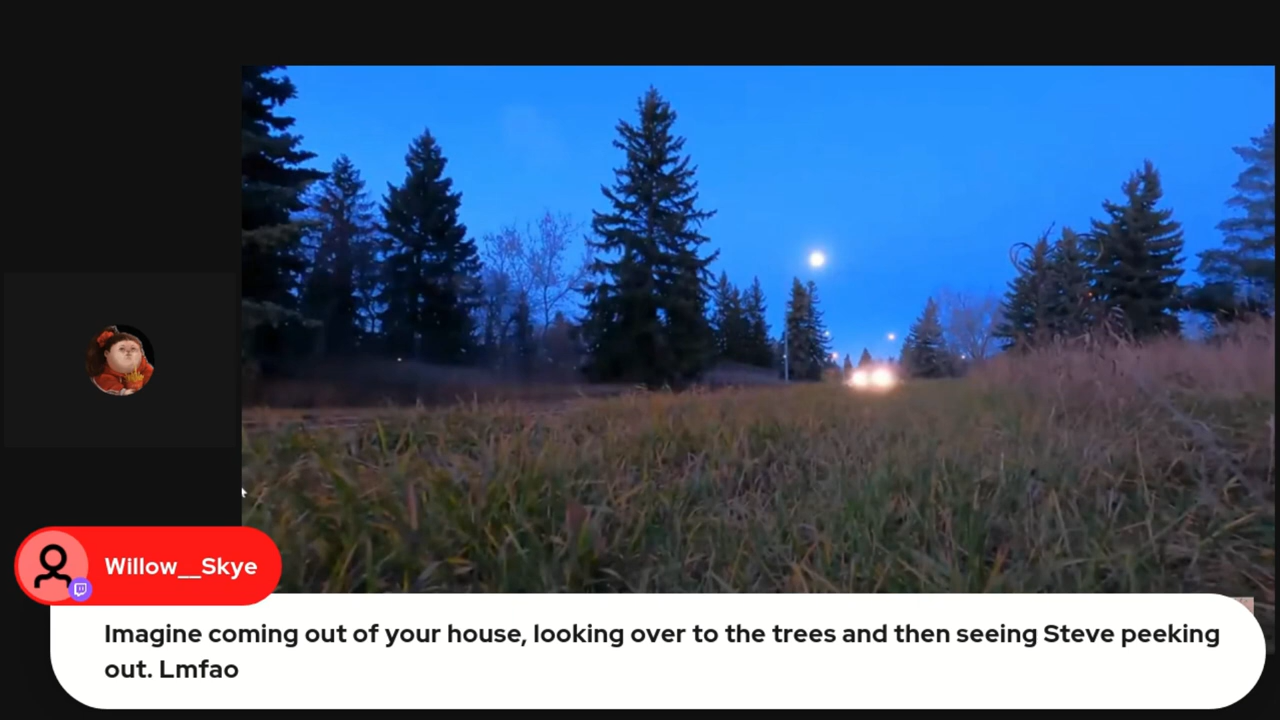 Willow__Skye
Imagine coming out of your house, looking over to the trees and then seeing Steve peeking
out. Lmfao